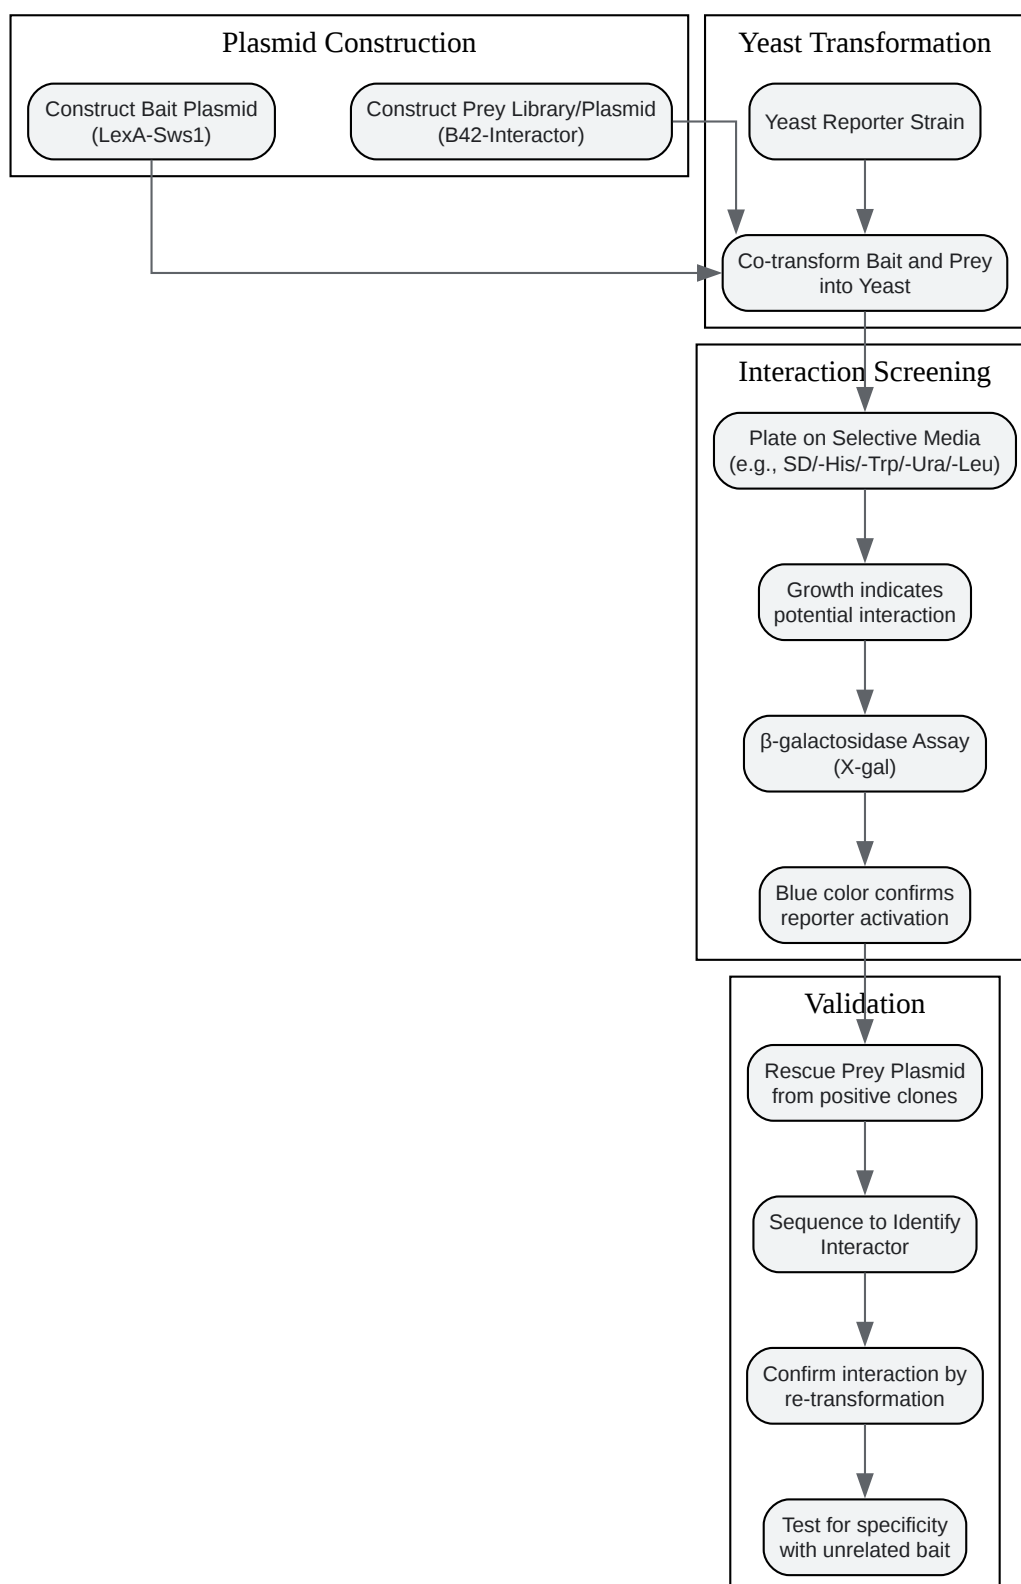 Plasmid Construction
Construct Bait Plasmid
(LexA-Sws1)
Construct Prey Library/Plasmid
(B42-Interactor)
Yeast Transformation
Yeast Reporter Strain
Co-transform Bait and Prey
into Yeast
Interaction Screening
Plate on Selective Media
(e.g., SD/-His/-Trp/-Ura/-Leu)
Growth indicates
potential interaction
β-galactosidase Assay
(X-gal)
Blue color confirms
reporter activation
Validation
Rescue Prey Plasmid
from positive clones
Sequence to Identify
Interactor
Confirm interaction by
re-transformation
Test for specificity
with unrelated bait